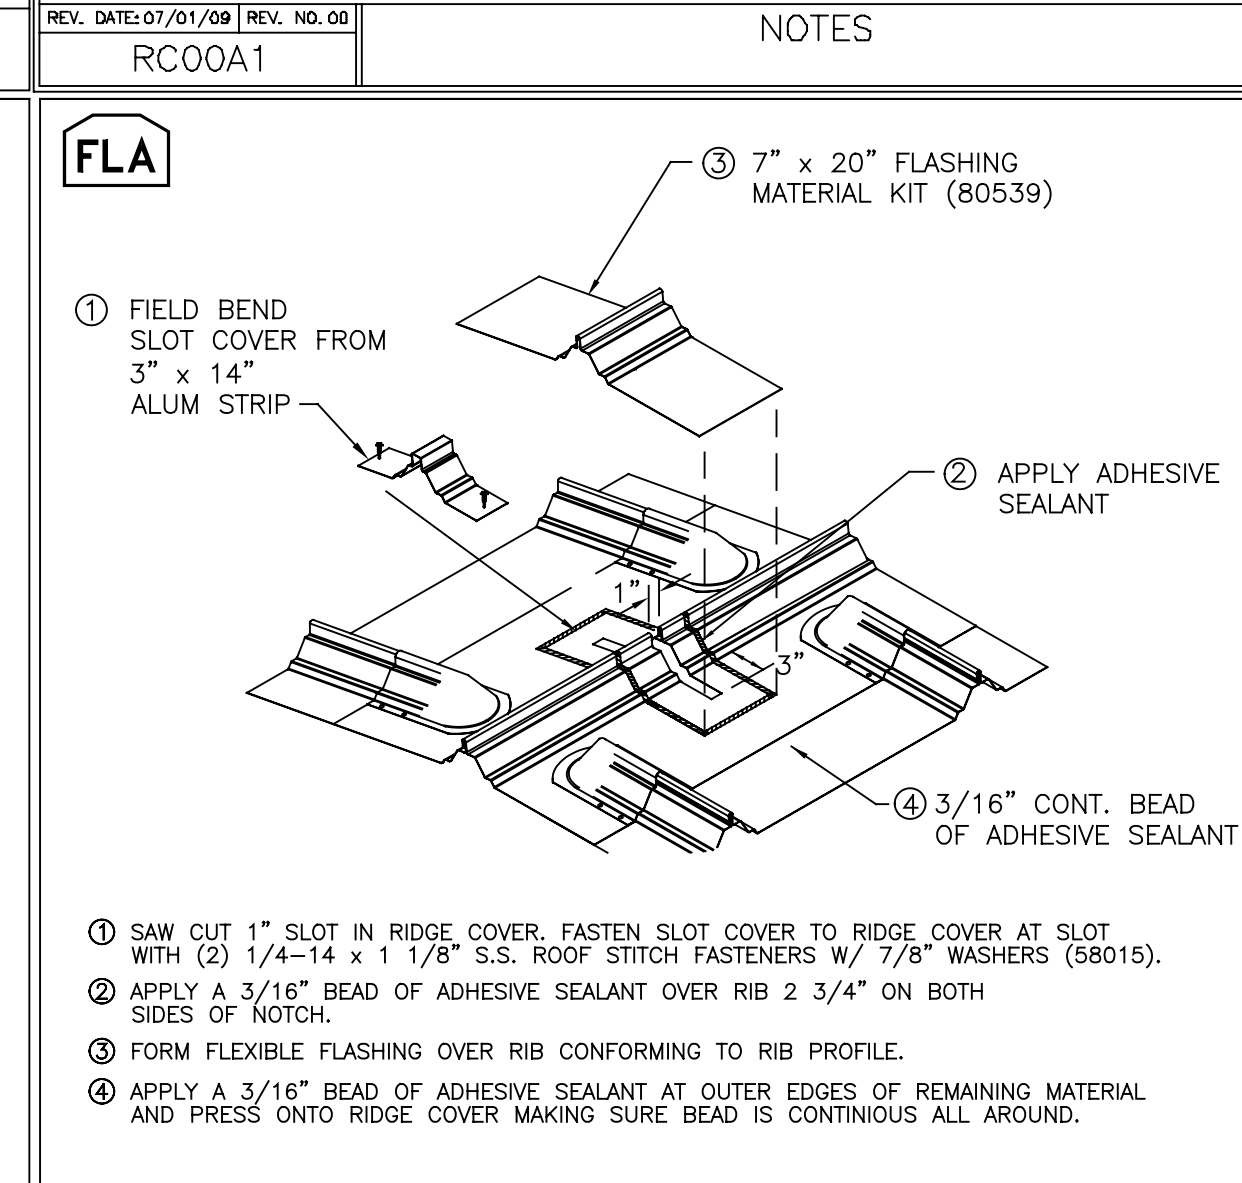 REV. DATE: 07/01/09 REV. NO. 00
RC00A1
NOTES
FLA
③ 7" x 20" FLASHING
MATERIAL KIT (80539)
① FIELD BEND
SLOT COVER FROM
3" x 14"
ALUM STRIP
② APPLY ADHESIVE
SEALANT
1"
3"
④ 3/16" CONT. BEAD
OF ADHESIVE SEALANT
① SAW CUT 1" SLOT IN RIDGE COVER. FASTEN SLOT COVER TO RIDGE COVER AT SLOT
WITH (2) 1/4-14 x 1 1/8" S.S. ROOF STITCH FASTENERS W/ 7/8" WASHERS (58015).
② APPLY A 3/16" BEAD OF ADHESIVE SEALANT OVER RIB 2 3/4" ON BOTH
SIDES OF NOTCH.
③ FORM FLEXIBLE FLASHING OVER RIB CONFORMING TO RIB PROFILE.
④ APPLY A 3/16" BEAD OF ADHESIVE SEALANT AT OUTER EDGES OF REMAINING MATERIAL
AND PRESS ONTO RIDGE COVER MAKING SURE BEAD IS CONTINIOUS ALL AROUND.